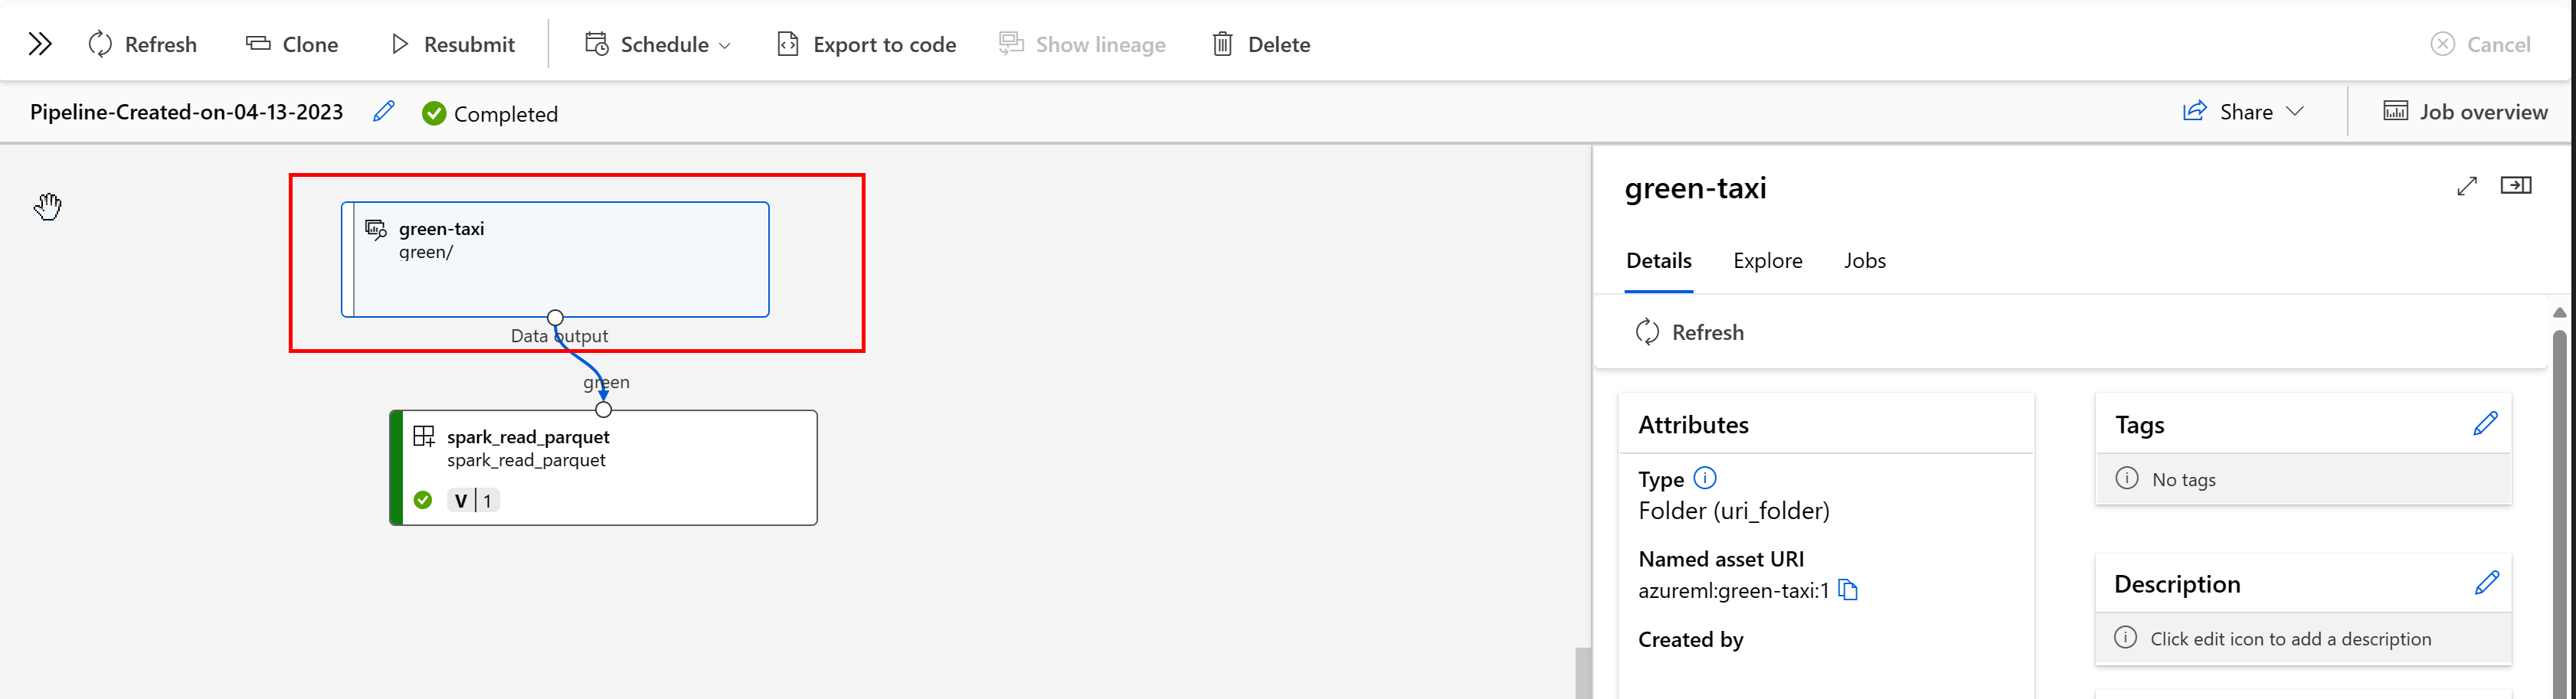 Refresh Clone Resubmit Schedule Export to code Show lineage Delete Cancel
Pipeline-Created-on-04-13-2023 Completed Share Job overview
green-taxi
green/
Data output
green
spark_read_parquet
spark_read_parquet
V 1
green-taxi
Details Explore Jobs
Refresh
Attributes
Type
Folder (uri_folder)
Named asset URI
azureml:green-taxi:1
Created by
Tags
No tags
Description
Click edit icon to add a description